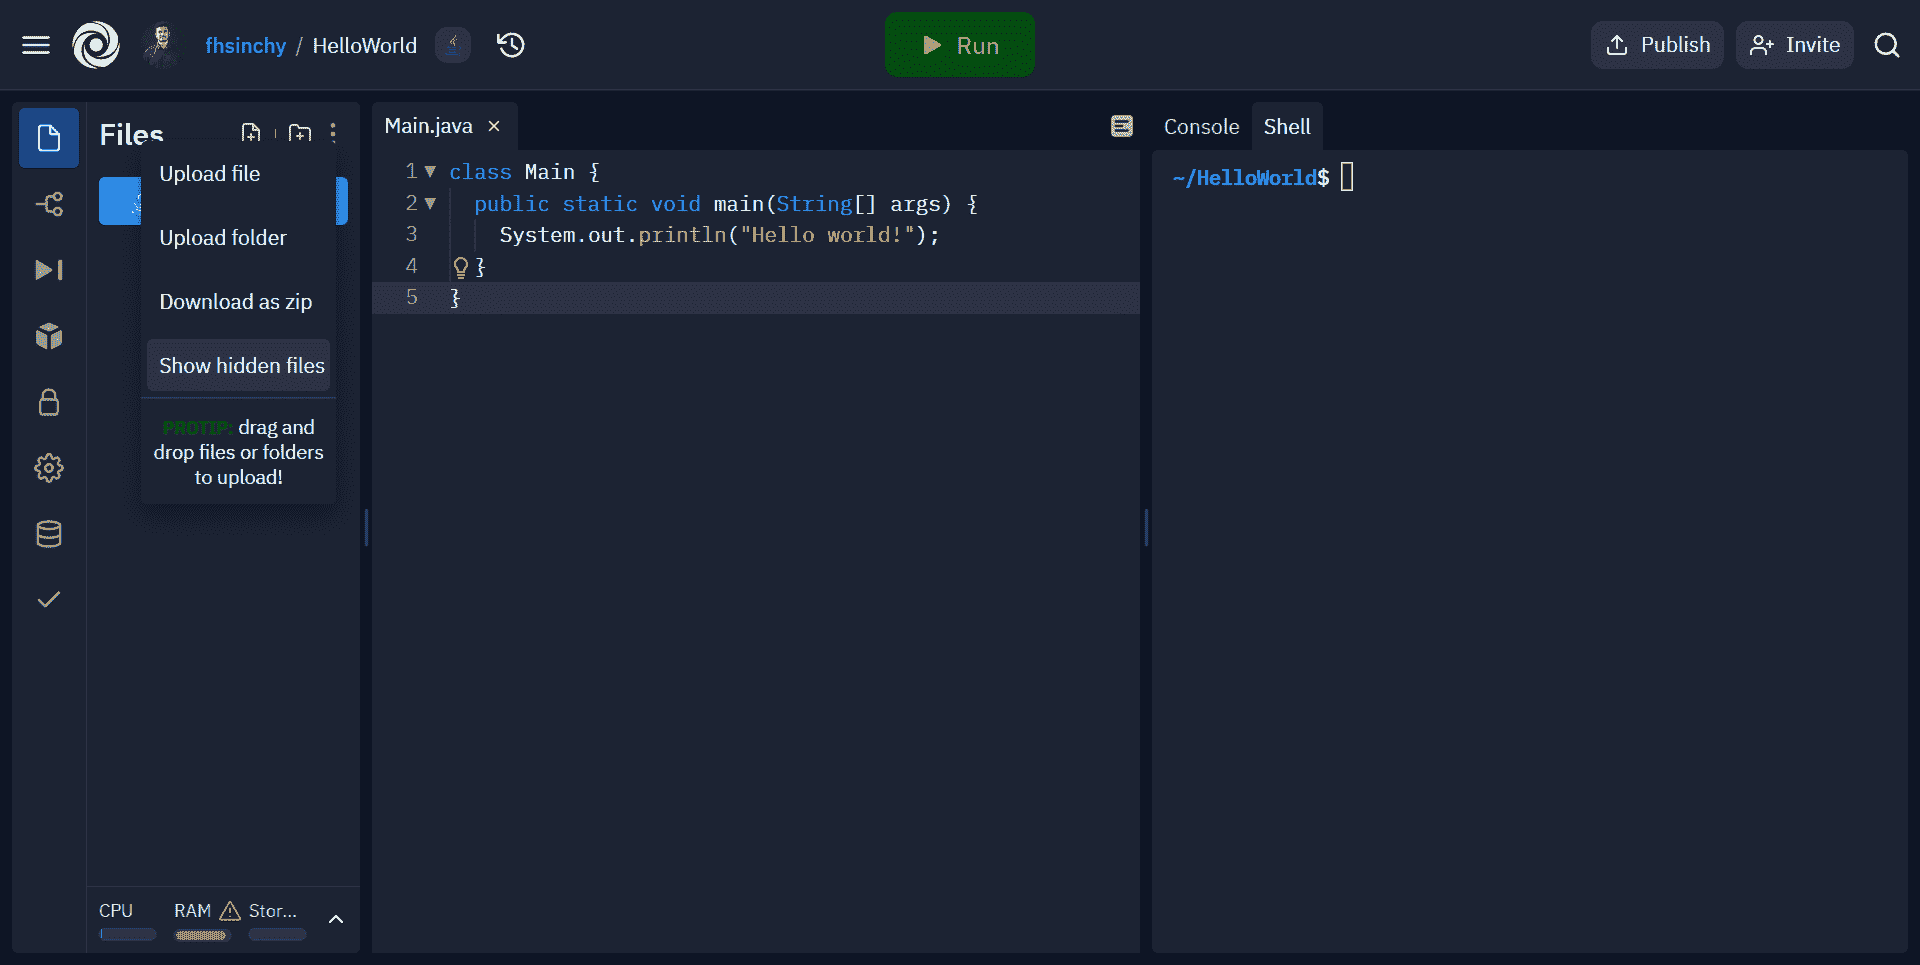 fhsinchy / HelloWorld
Run
Publish
Invite
Files
Upload file
Upload folder
Download as zip
Show hidden files
PROTIP: drag and
drop files or folders
to upload!
CPU
RAM
Stor...
Main.java
1 class Main {
2 public static void main(String[] args) {
3 System.out.println("Hello world!");
4 }
5 }
Console
Shell
~/HelloWorld$